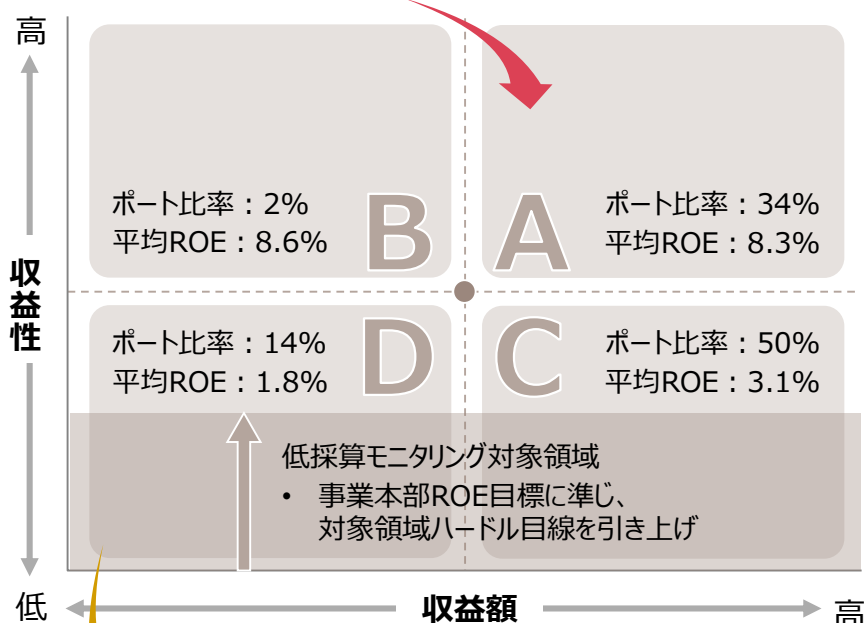 高
ポート比率：2%
平均ROE：8.6%
B
A
ポート比率：34%
平均ROE：8.3%
収益性
ポート比率：14%
平均ROE：1.8%
D
C
ポート比率：50%
平均ROE：3.1%
低採算モニタリング対象領域
• 事業本部ROE目標に準じ、
対象領域ハードル目線を引き上げ
低
収益額
高